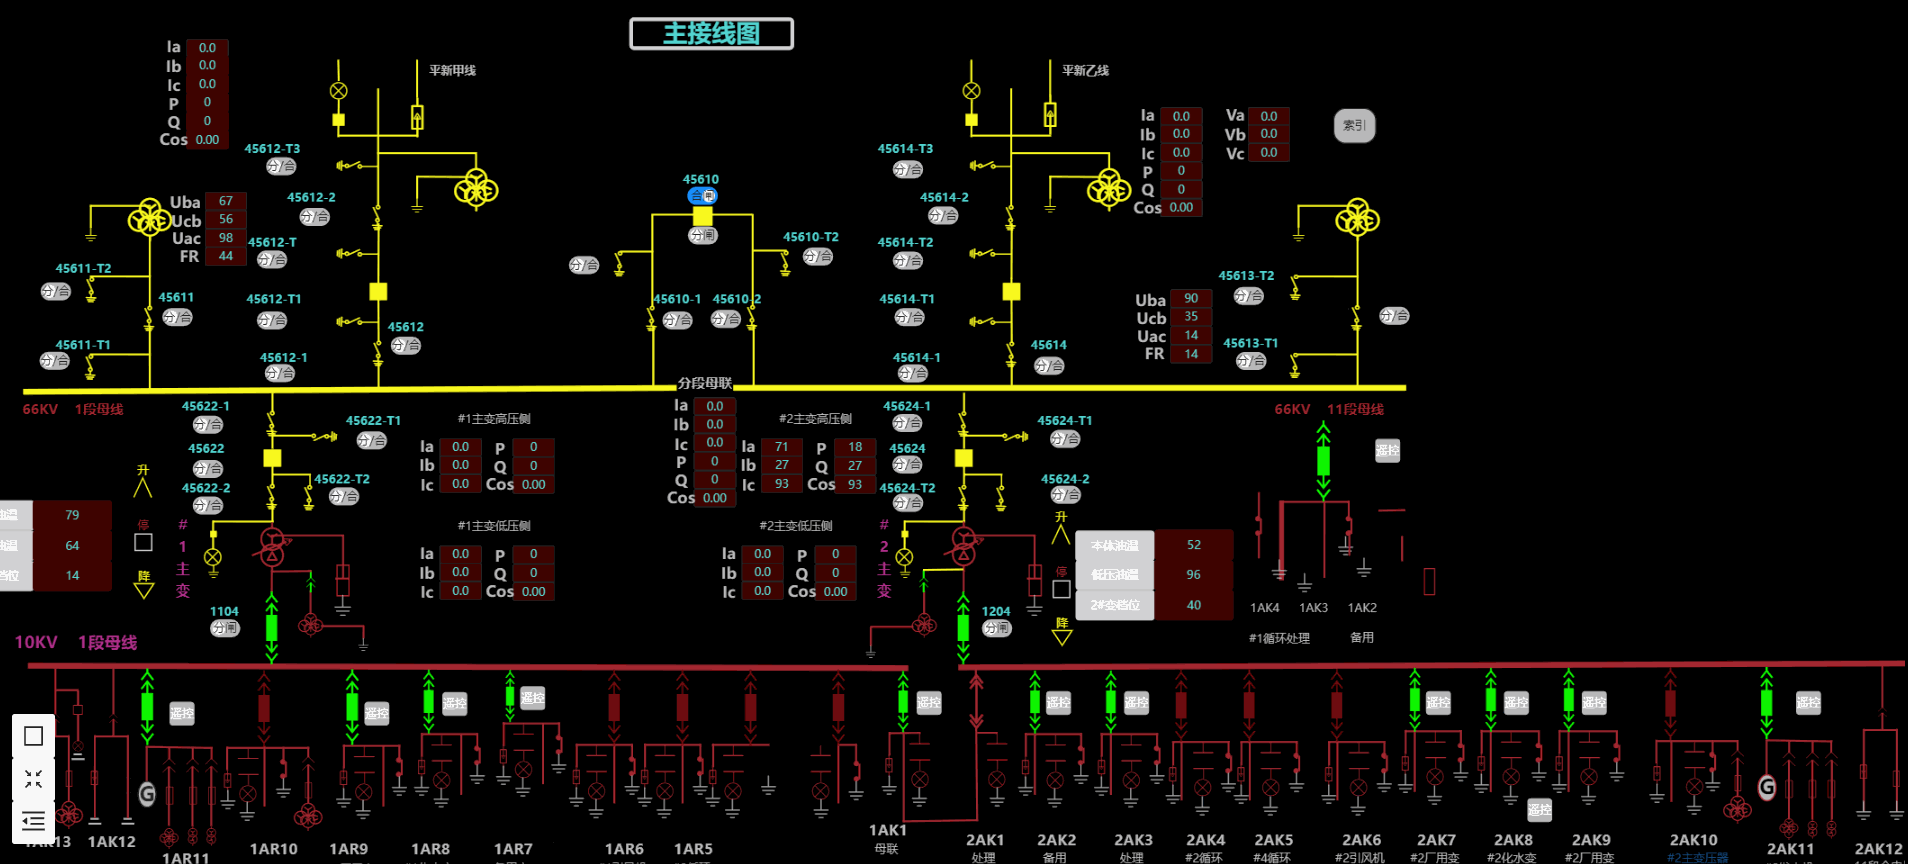 主接线图
Ia 0.0
Ib 0.0
Ic 0.0
P 0
Q 0
Cos 0.00
平新甲线
平新乙线
Ia 0.0 Va 0.0
Ib 0.0 Vb 0.0
Ic 0.0 Vc 0.0
P 0
Q 0
Cos 0.00
索引
45612-T3
分/合
45612-2
分/合
Uba 67
Ucb 56
Uac 98
FR 44
45612-T
分/合
45611-T2
分/合
45611
分/合
45612-T1
分/合
45612
分/合
45611-T1
分/合
45612-1
分/合
45610
合闸
分闸
分/合
45610-T2
分/合
45610-1
分/合
45610-2
分/合
45614-T3
分/合
45614-2
分/合
45614-T2
分/合
45614-T1
分/合
45614
分/合
45614-1
分/合
45613-T2
分/合
Uba 90
Ucb 35
Uac 14
FR 14
分/合
45613-T1
分/合
分段母联
66KV 1段母线
66KV 11段母线
45622-1
分/合
45622-T1
分/合
45622
分/合
45622-2
分/合
45622-T2
分/合
#1主变高压侧
Ia 0.0 P 0
Ib 0.0 Q 0
Ic 0.0 Cos 0.00
Ia 0.0
Ib 0.0
Ic 0.0
P 0
Q 0
Cos 0.00
#2主变高压侧
Ia 71 P 18
Ib 27 Q 27
Ic 93 Cos 93
45624-1
分/合
45624-T1
分/合
45624
分/合
45624-T2
分/合
45624-2
分/合
遥控
升
停
降
油温 79
油温 64
档位 14
#
1
主
变
#1主变低压侧
Ia 0.0 P 0
Ib 0.0 Q 0
Ic 0.0 Cos 0.00
#2主变低压侧
Ia 0.0 P 0
Ib 0.0 Q 0
Ic 0.0 Cos 0.00
#
2
主
变
升
停
降
本体油温 52
低压油温 96
2#变档位 40
1AK4 1AK3 1AK2
#1循环处理 备用
1104
分闸
1204
分闸
10KV 1段母线
遥控 遥控 遥控 遥控 遥控 遥控 遥控 遥控 遥控 遥控 遥控
G G
遥控
K13 1AK12 1AR11 1AR10 1AR9 1AR8 1AR7 1AR6 1AR5 1AK1 2AK1 2AK2 2AK3 2AK4 2AK5 2AK6 2AK7 2AK8 2AK9 2AK10 2AK11 2AK12
母联 处理 备用 处理 #2循环 #4循环 #2引风机 #2厂用变 #2化水变 #2厂用变 #2主变压器